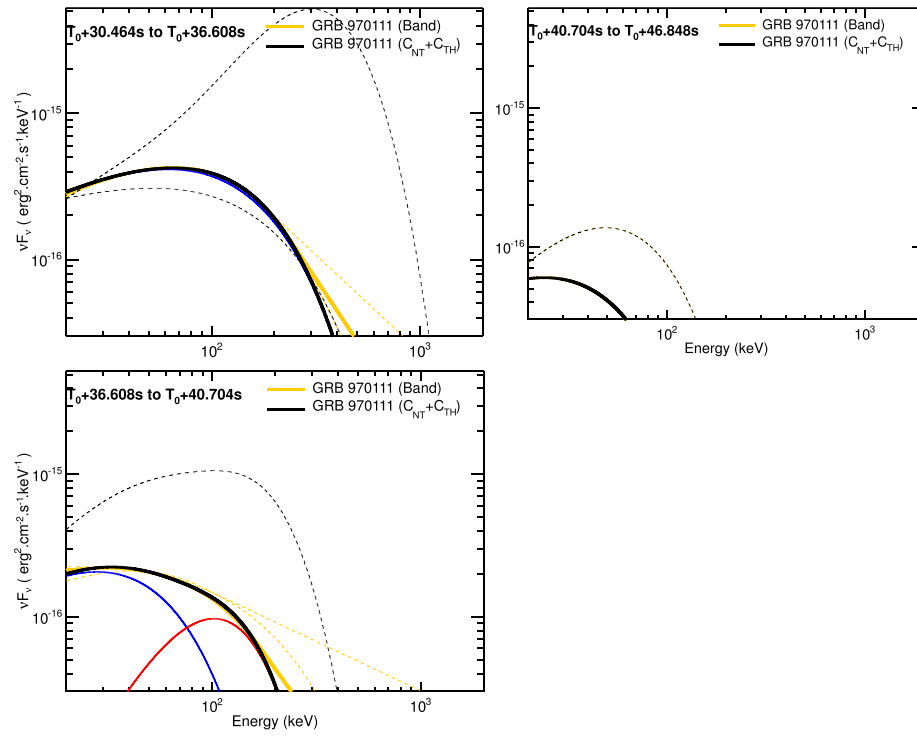 T0+30.464s to T0+36.608s
GRB 970111 (Band)
GRB 970111 (CNT+CTH)
νFν ( erg2.cm-2.s-1.keV-1 )
10-15
10-16
102
103
T0+40.704s to T0+46.848s
GRB 970111 (Band)
GRB 970111 (CNT+CTH)
10-15
10-16
102
103
Energy (keV)
T0+36.608s to T0+40.704s
GRB 970111 (Band)
GRB 970111 (CNT+CTH)
νFν ( erg2.cm-2.s-1.keV-1 )
10-15
10-16
102
103
Energy (keV)